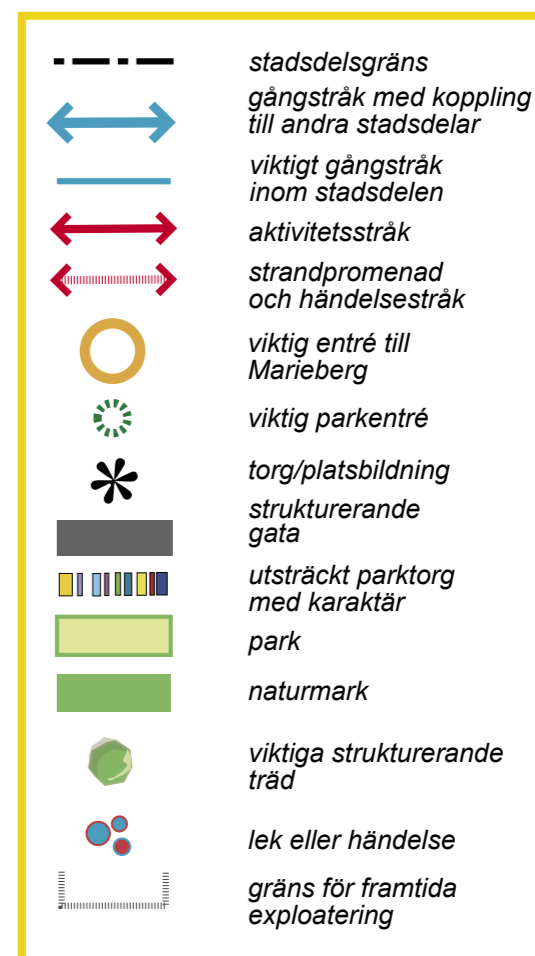 stadsdelsgräns
gångstråk med koppling
till andra stadsdelar
viktigt gångstråk
inom stadsdelen
aktivitetsstråk
strandpromenad
och händelsestråk
viktig entré till
Marieberg
viktig parkentré
torg/platsbildning
strukturerande
gata
utsträckt parktorg
med karaktär
park
naturmark
viktiga strukturerande
träd
lek eller händelse
gräns för framtida
exploatering